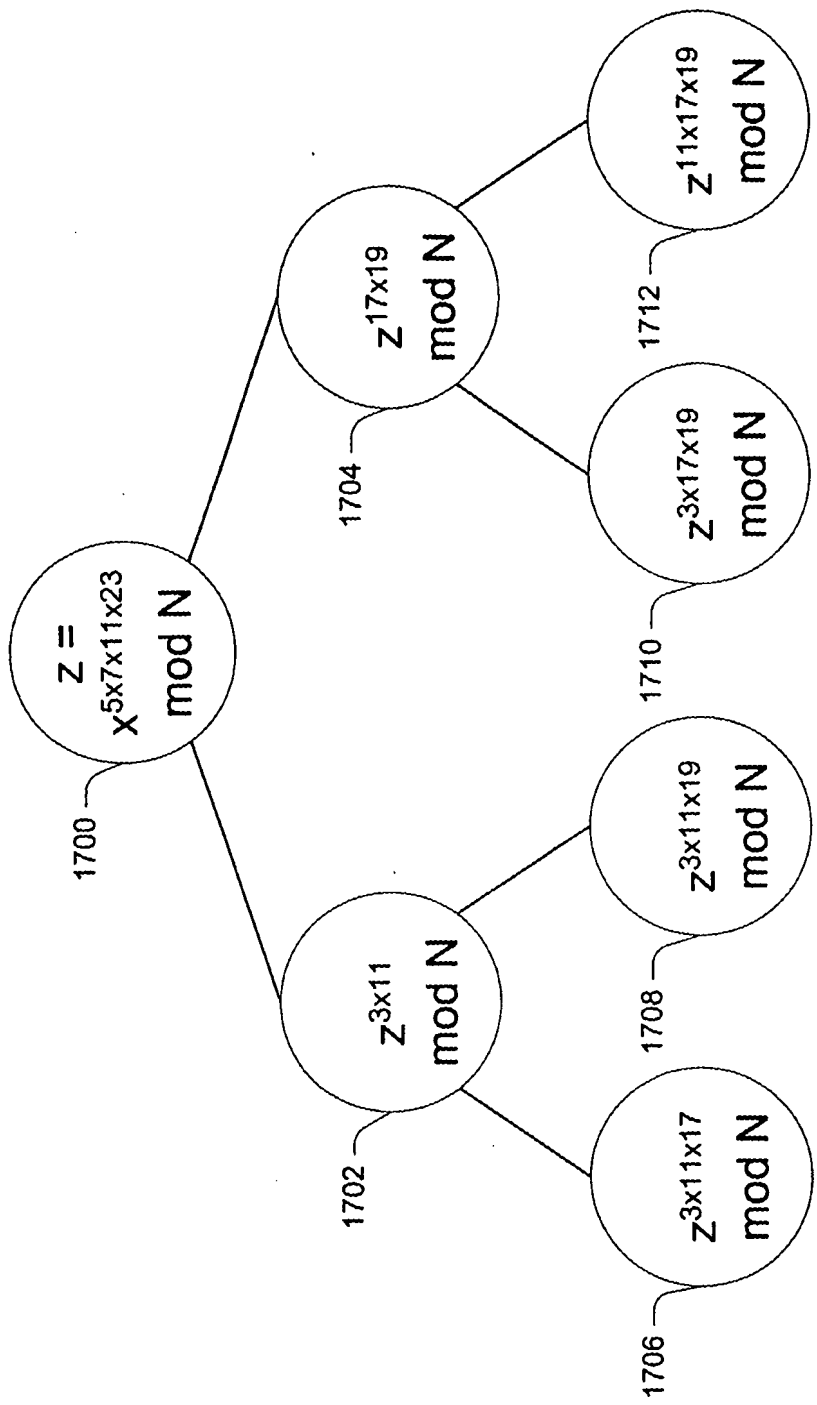 z =
x^5x7x11x23
mod N
1700
z^3x11
mod N
1702
z^17x19
mod N
1704
z^3x11x17
mod N
1706
z^3x11x19
mod N
1708
z^3x17x19
mod N
1710
z^11x17x19
mod N
1712